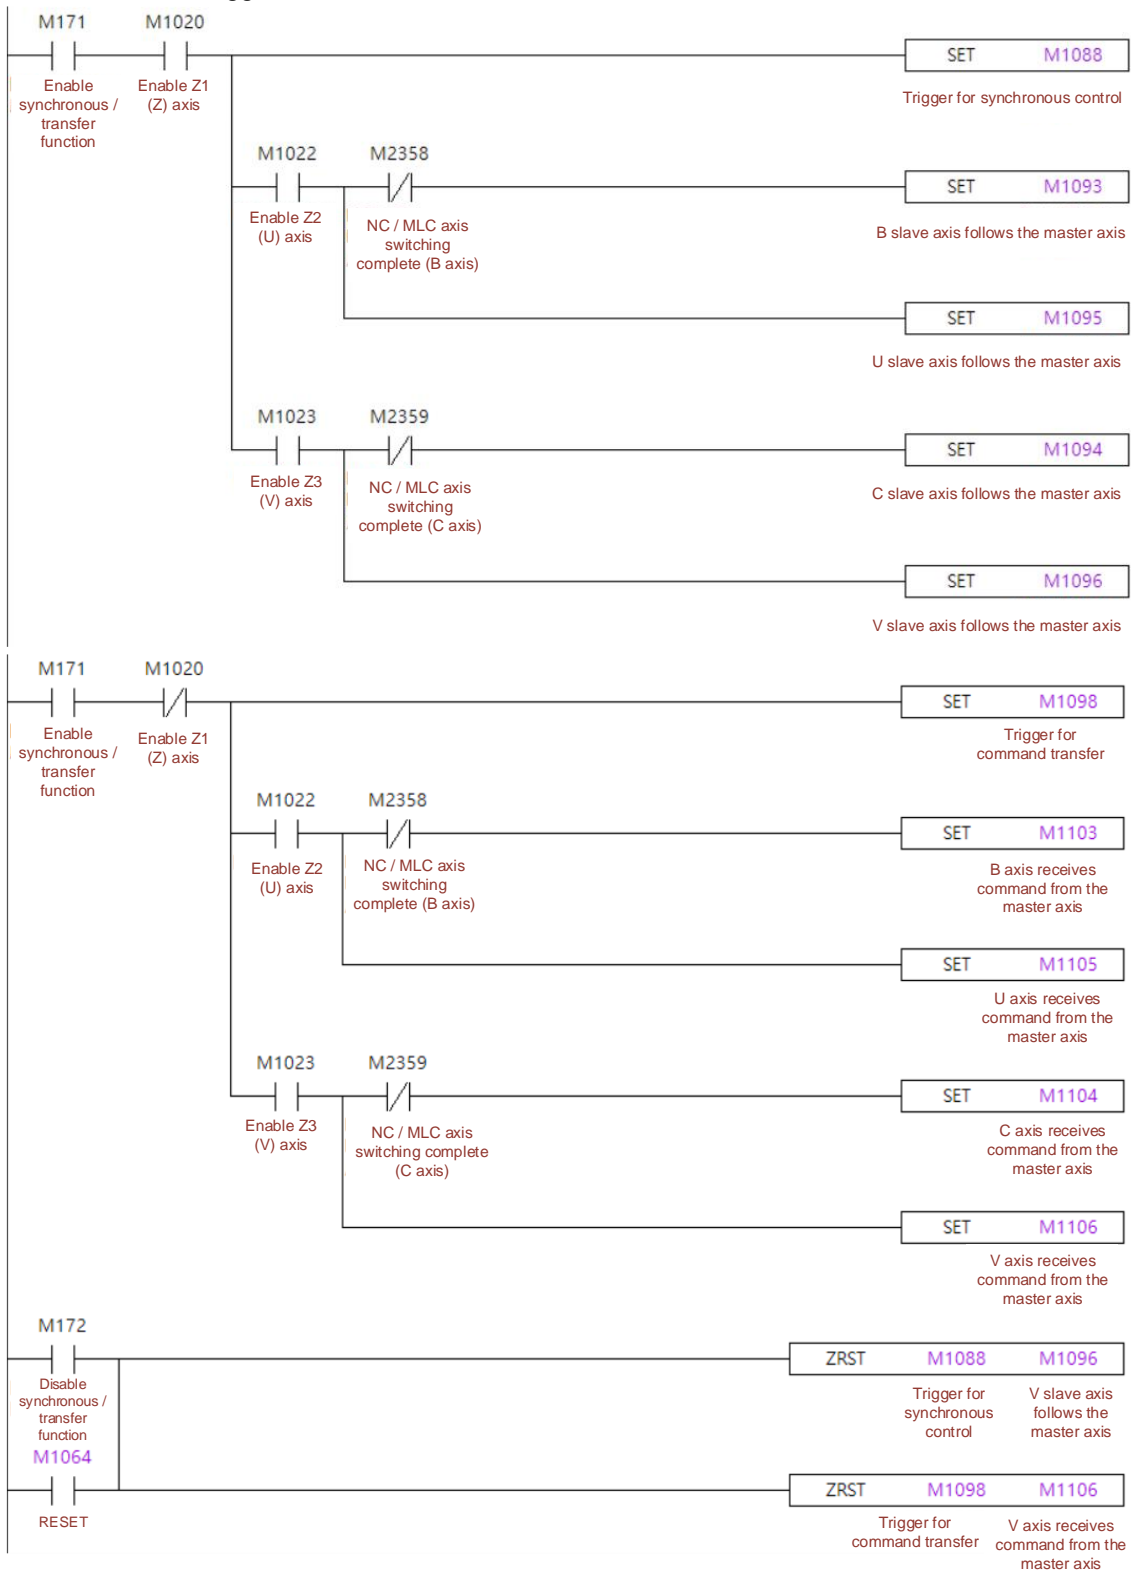 M171 M1020
SET M1088
Enable
synchronous /
transfer
function
Enable Z1
(Z) axis
Trigger for synchronous control
M1022 M2358
SET M1093
Enable Z2
(U) axis
NC / MLC axis
switching
complete (B axis)
B slave axis follows the master axis
SET M1095
U slave axis follows the master axis
M1023 M2359
SET M1094
Enable Z3
(V) axis
NC / MLC axis
switching
complete (C axis)
C slave axis follows the master axis
SET M1096
V slave axis follows the master axis
M171 M1020
SET M1098
Enable
synchronous /
transfer
function
Enable Z1
(Z) axis
Trigger for
command transfer
M1022 M2358
SET M1103
Enable Z2
(U) axis
NC / MLC axis
switching
complete (B axis)
B axis receives
command from the
master axis
SET M1105
U axis receives
command from the
master axis
M1023 M2359
SET M1104
Enable Z3
(V) axis
NC / MLC axis
switching complete
(C axis)
C axis receives
command from the
master axis
SET M1106
V axis receives
command from the
master axis
M172
ZRST M1088 M1096
Disable
synchronous /
transfer
function
Trigger for
synchronous
control
V slave axis
follows the
master axis
M1064
ZRST M1098 M1106
RESET
Trigger for
command transfer
V axis receives
command from the
master axis